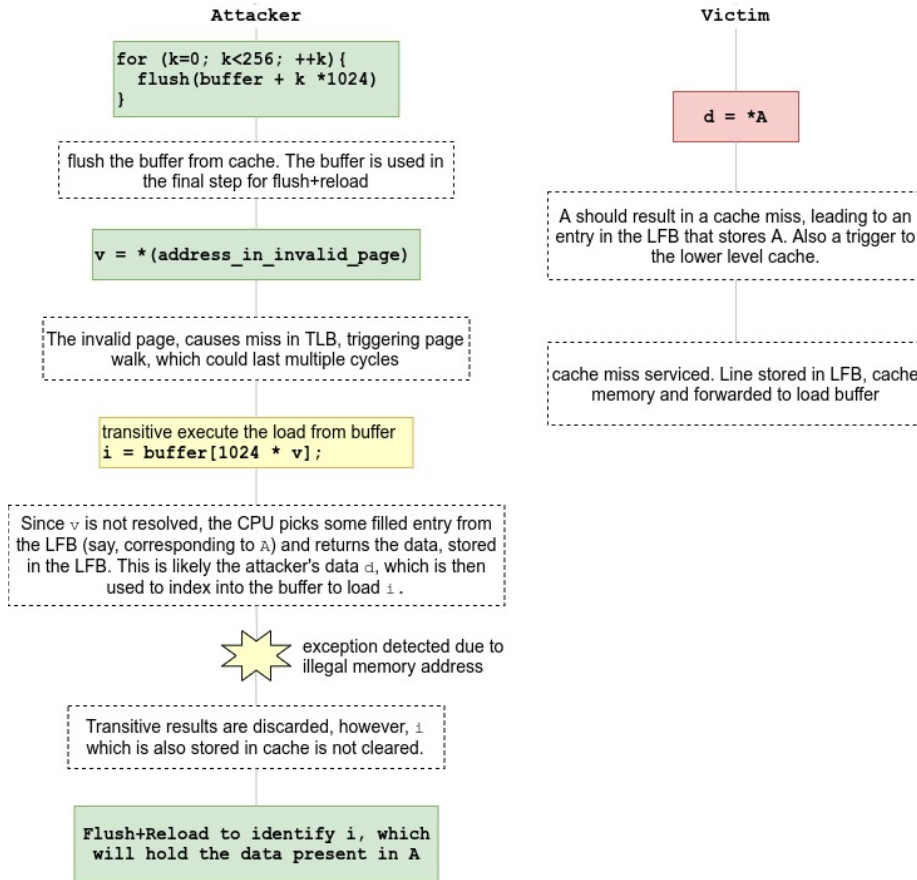 Attacker
for (k=0; k<256; ++k){
flush(buffer + k *1024)
}
flush the buffer from cache. The buffer is used in
the final step for flush+reload
v = *(address_in_invalid_page)
The invalid page, causes miss in TLB, triggering page
walk, which could last multiple cycles
transitive execute the load from buffer
i = buffer[1024 * v];
Since v is not resolved, the CPU picks some filled entry from
the LFB (say, corresponding to A) and returns the data, stored
in the LFB. This is likely the attacker's data d, which is then
used to index into the buffer to load i.
exception detected due to
illegal memory address
Transitive results are discarded, however, i
which is also stored in cache is not cleared.
Flush+Reload to identify i, which
will hold the data present in A
Victim
d = *A
A should result in a cache miss, leading to an
entry in the LFB that stores A. Also a trigger to
the lower level cache.
cache miss serviced. Line stored in LFB, cache
memory and forwarded to load buffer